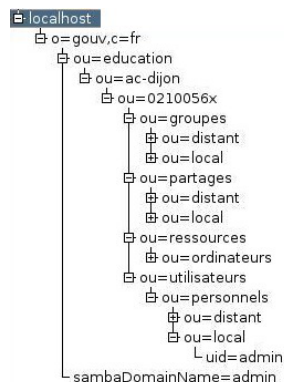 localhost
o=gouv,c=fr
ou=education
ou=ac-dijon
ou=0210056x
ou=groupes
ou=distant
ou=local
ou=partages
ou=distant
ou=local
ou=ressources
ou=ordinateurs
ou=utilisateurs
ou=personnels
ou=distant
ou=local
uid=admin
sambaDomainName=admin